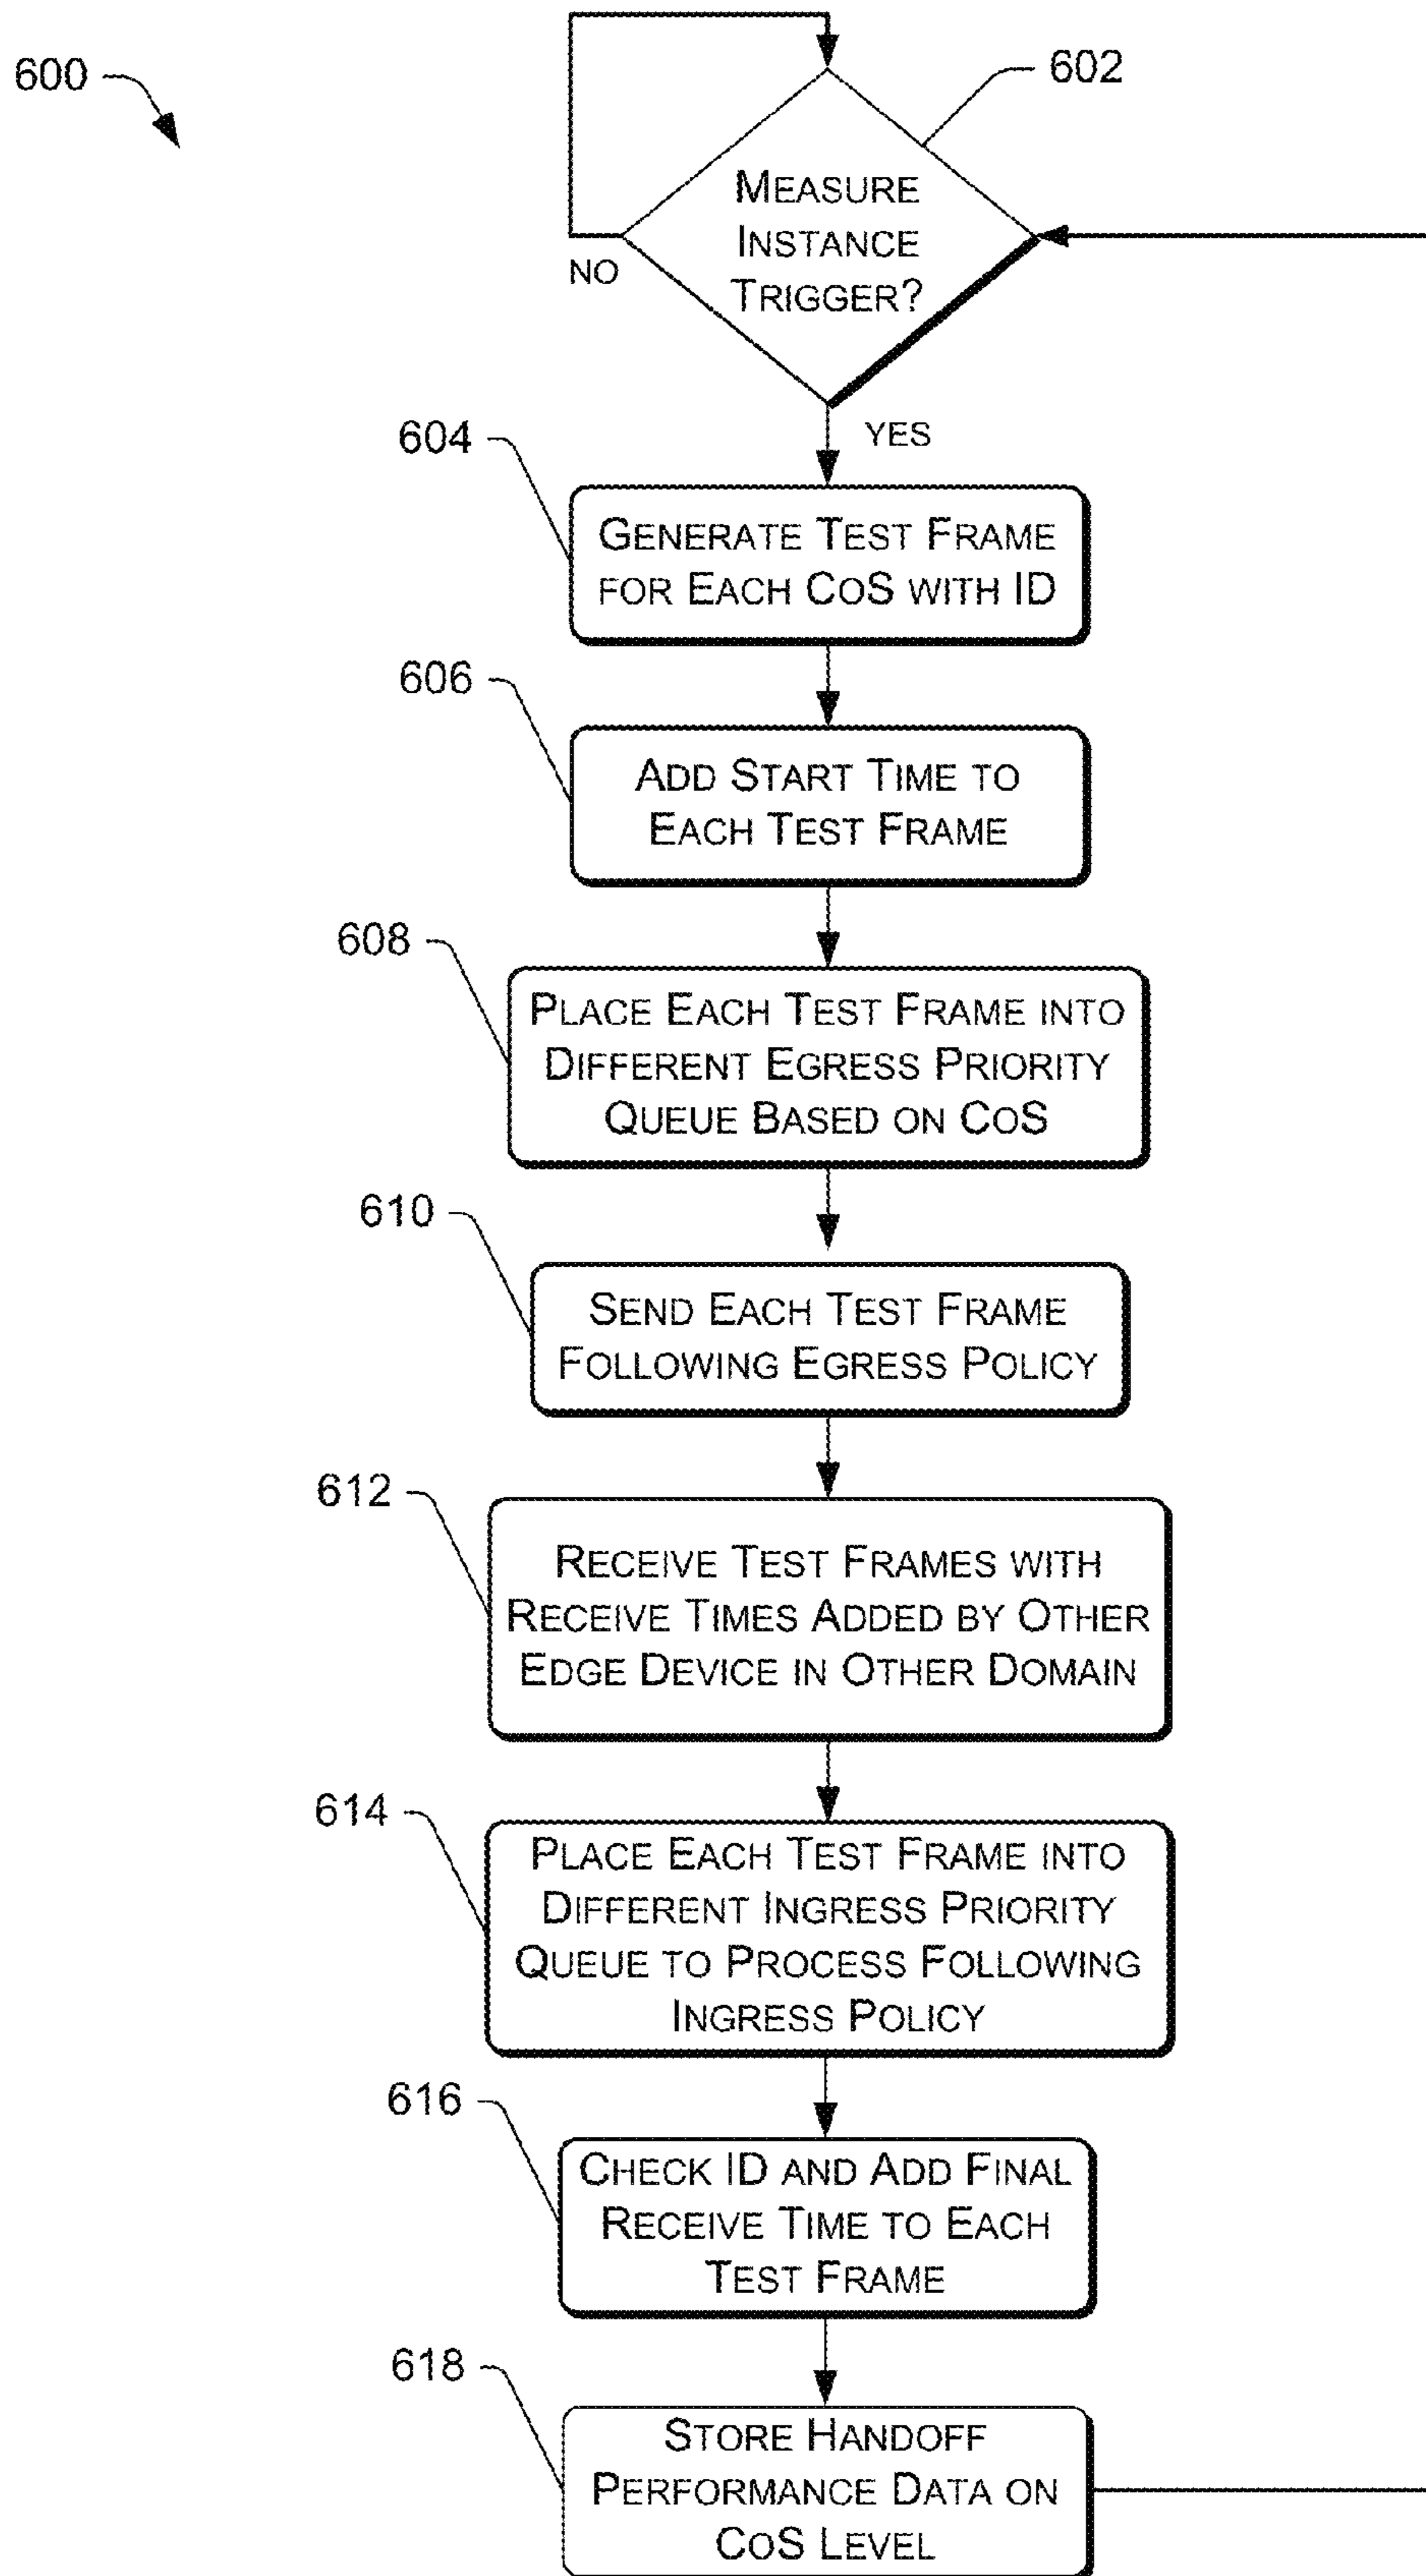 600
602
MEASURE
INSTANCE
TRIGGER?
NO
YES
604
GENERATE TEST FRAME
FOR EACH COS WITH ID
606
ADD START TIME TO
EACH TEST FRAME
608
PLACE EACH TEST FRAME INTO
DIFFERENT EGRESS PRIORITY
QUEUE BASED ON COS
610
SEND EACH TEST FRAME
FOLLOWING EGRESS POLICY
612
RECEIVE TEST FRAMES WITH
RECEIVE TIMES ADDED BY OTHER
EDGE DEVICE IN OTHER DOMAIN
614
PLACE EACH TEST FRAME INTO
DIFFERENT INGRESS PRIORITY
QUEUE TO PROCESS FOLLOWING
INGRESS POLICY
616
CHECK ID AND ADD FINAL
RECEIVE TIME TO EACH
TEST FRAME
618
STORE HANDOFF
PERFORMANCE DATA ON
COS LEVEL